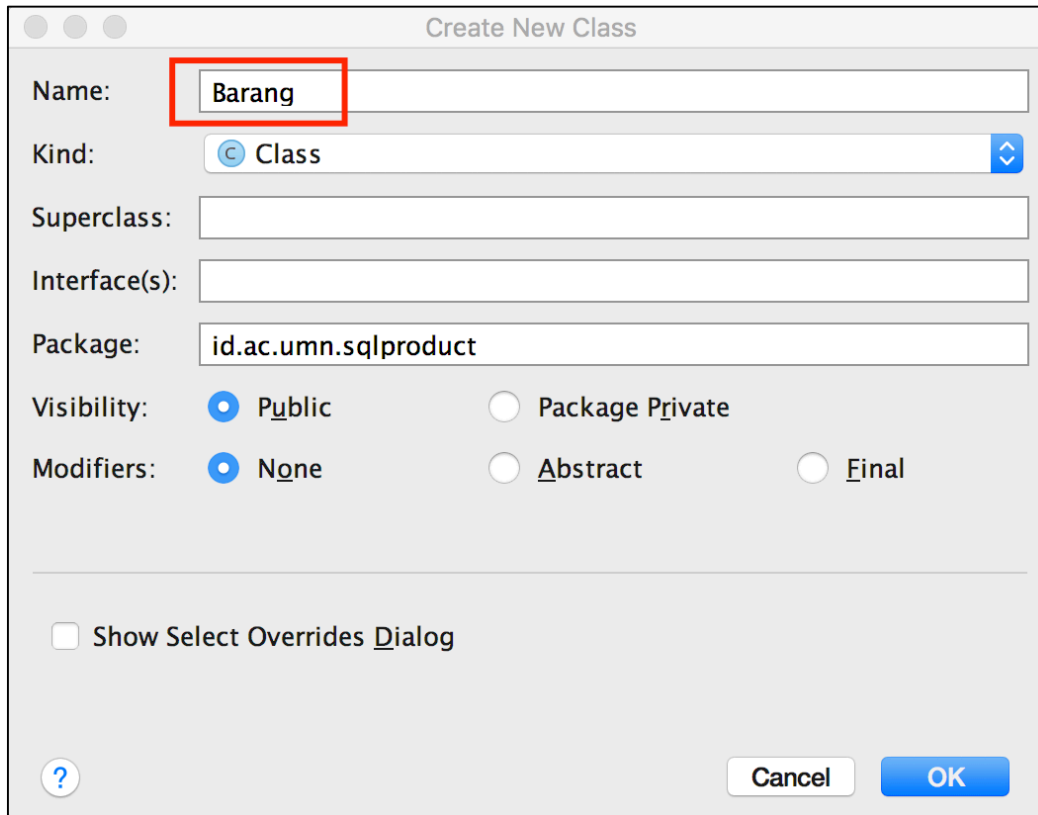 Create New Class
Name: Barang
Kind: C Class
Superclass:
Interface(s):
Package: id.ac.umn.sqlproduct
Visibility: Public Package Private
Modifiers: None Abstract Final
Show Select Overrides Dialog
? Cancel OK